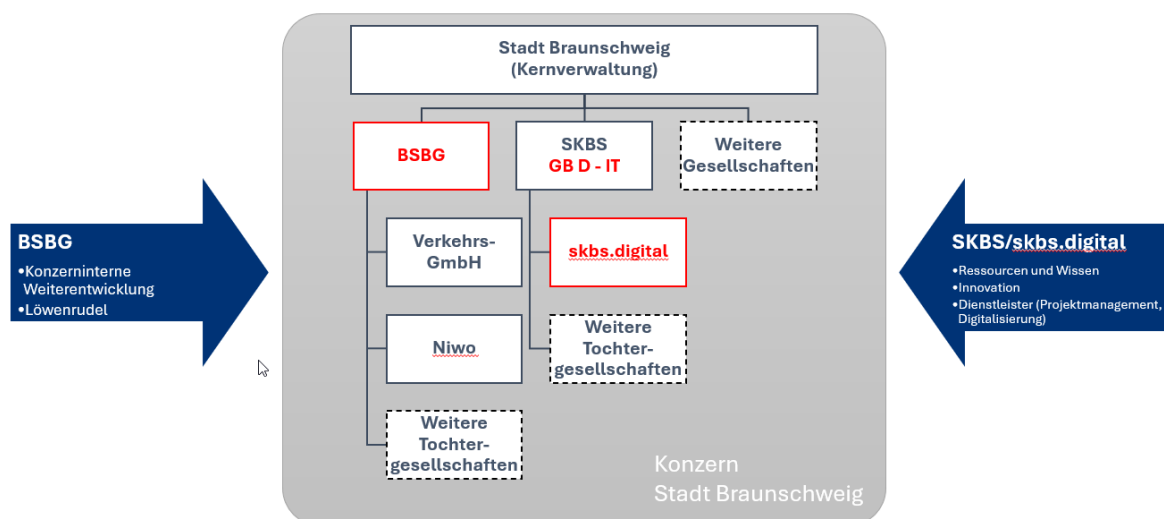 Stadt Braunschweig
(Kernverwaltung)
BSBG
SKBS
GB D - IT
Weitere
Gesellschaften
Verkehrs-
GmbH
skbs.digital
Niwo
Weitere
Tochter-
gesellschaften
Weitere
Tochter-
gesellschaften
Konzern
Stadt Braunschweig
BSBG
•Konzerninterne
Weiterentwicklung
•Löwenrudel
SKBS/skbs.digital
•Ressourcen und Wissen
•Innovation
•Dienstleister (Projektmanagement,
Digitalisierung)